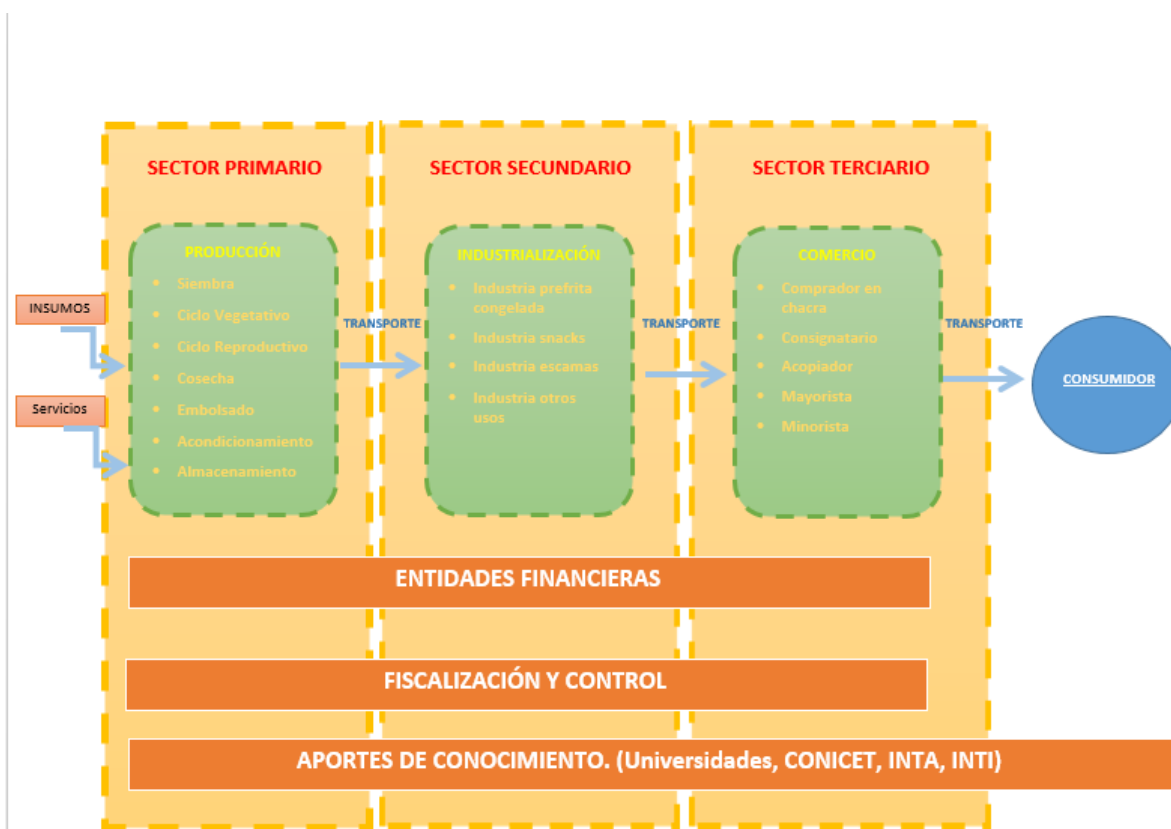 SECTOR PRIMARIO
SECTOR SECUNDARIO
SECTOR TERCIARIO
INSUMOS
Servicios
PRODUCCIÓN
• Siembra
• Ciclo Vegetativo
• Ciclo Reproductivo
• Cosecha
• Embolsado
• Acondicionamiento
• Almacenamiento
TRANSPORTE
INDUSTRIALIZACIÓN
• Industria prefrita
congelada
• Industria snacks
• Industria escamas
• Industria otros
usos
TRANSPORTE
COMERCIO
• Comprador en
chacra
• Consignatario
• Acopiador
• Mayorista
• Minorista
TRANSPORTE
CONSUMIDOR
ENTIDADES FINANCIERAS
FISCALIZACIÓN Y CONTROL
APORTES DE CONOCIMIENTO. (Universidades, CONICET, INTA, INTI)